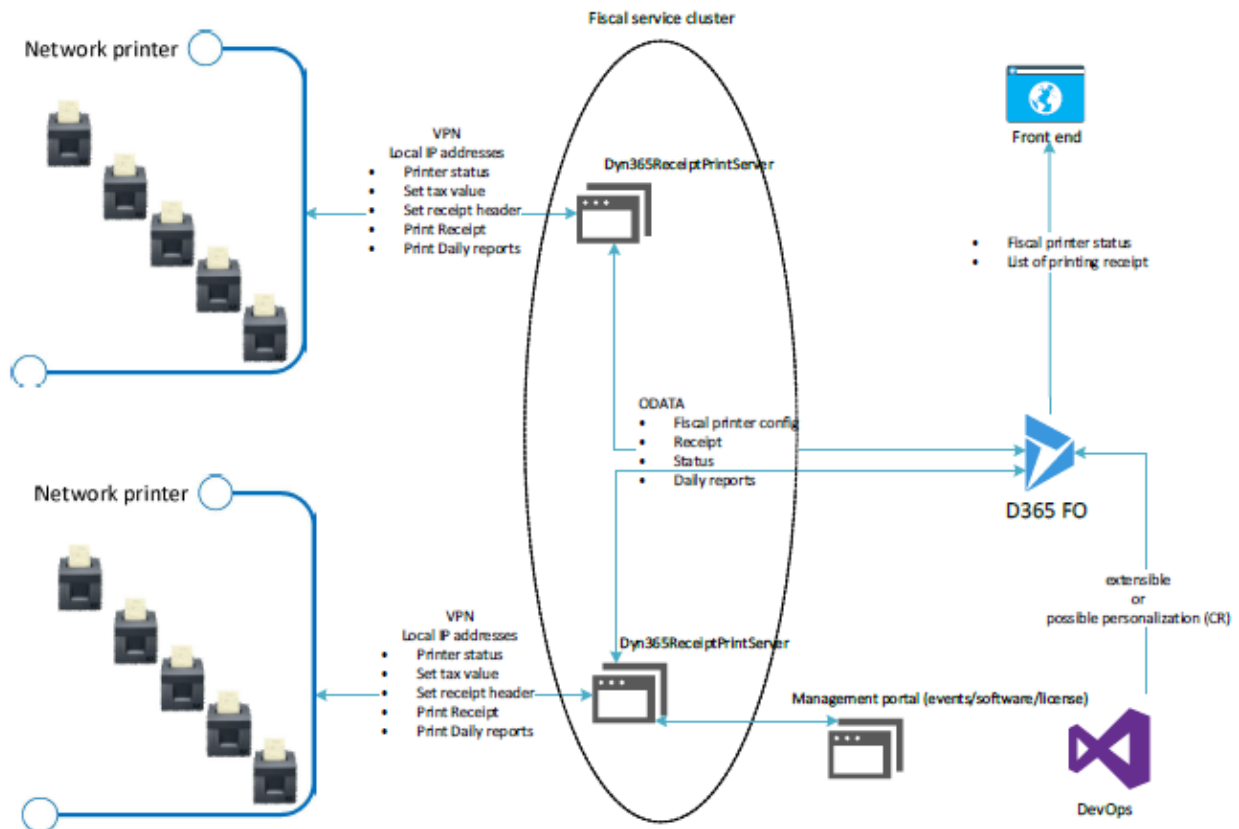 Fiscal service cluster
Network printer
VPN
Local IP addresses
• Printer status
• Set tax value
• Set receipt header
• Print Receipt
• Print Daily reports
Dyn365ReceiptPrintServer
Front end
• Fiscal printer status
• List of printing receipt
ODATA
• Fiscal printer config
• Receipt
• Status
• Daily reports
D365 FO
Network printer
VPN
Local IP addresses
• Printer status
• Set tax value
• Set receipt header
• Print Receipt
• Print Daily reports
Dyn365ReceiptPrintServer
Management portal (events/software/license)
extensible
or
possible personalization (CR)
DevOps